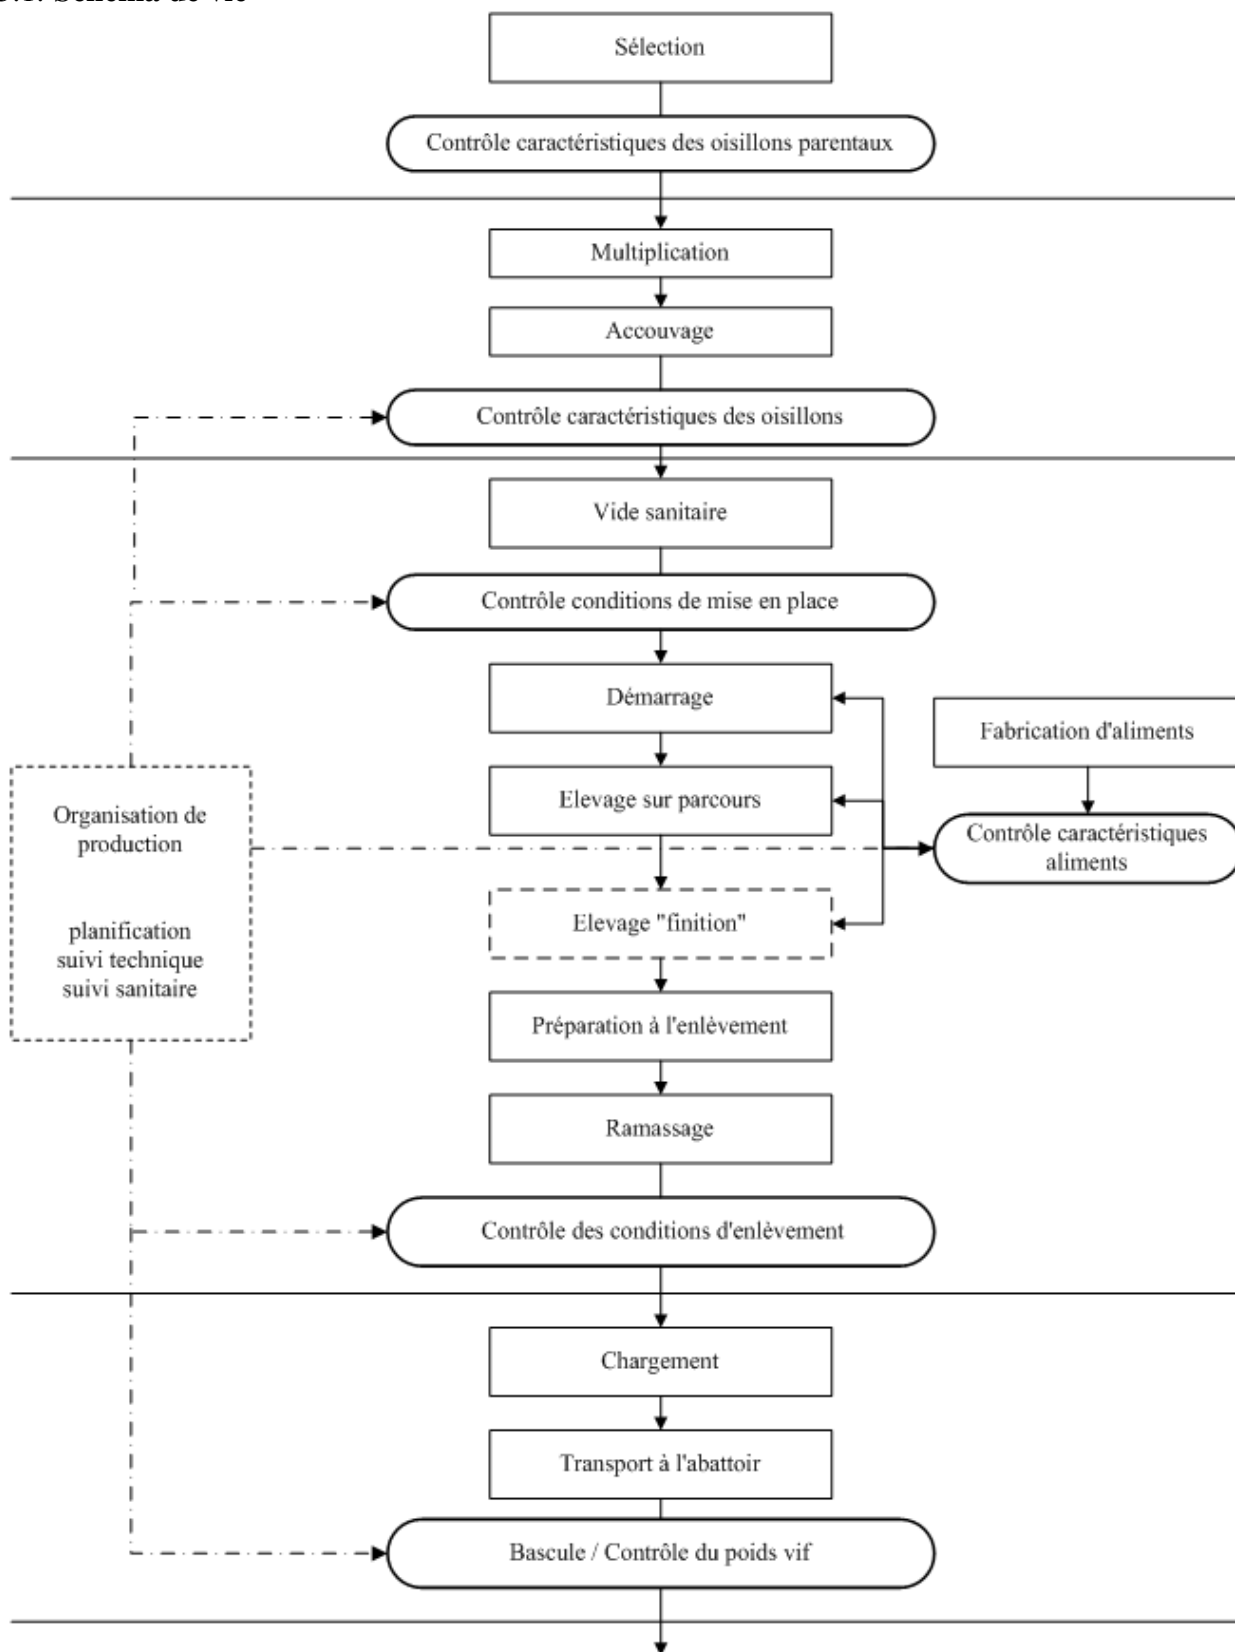 Sélection
Contrôle caractéristiques des oisillons parentaux
Multiplication
Accouvage
Contrôle caractéristiques des oisillons
Vide sanitaire
Contrôle conditions de mise en place
Démarrage
Fabrication d'aliments
Elevage sur parcours
Organisation de
production
Contrôle caractéristiques
aliments
Elevage "finition"
planification
suivi technique
suivi sanitaire
Préparation à l'enlèvement
Ramassage
Contrôle des conditions d'enlèvement
Chargement
Transport à l'abattoir
Bascule / Contrôle du poids vif